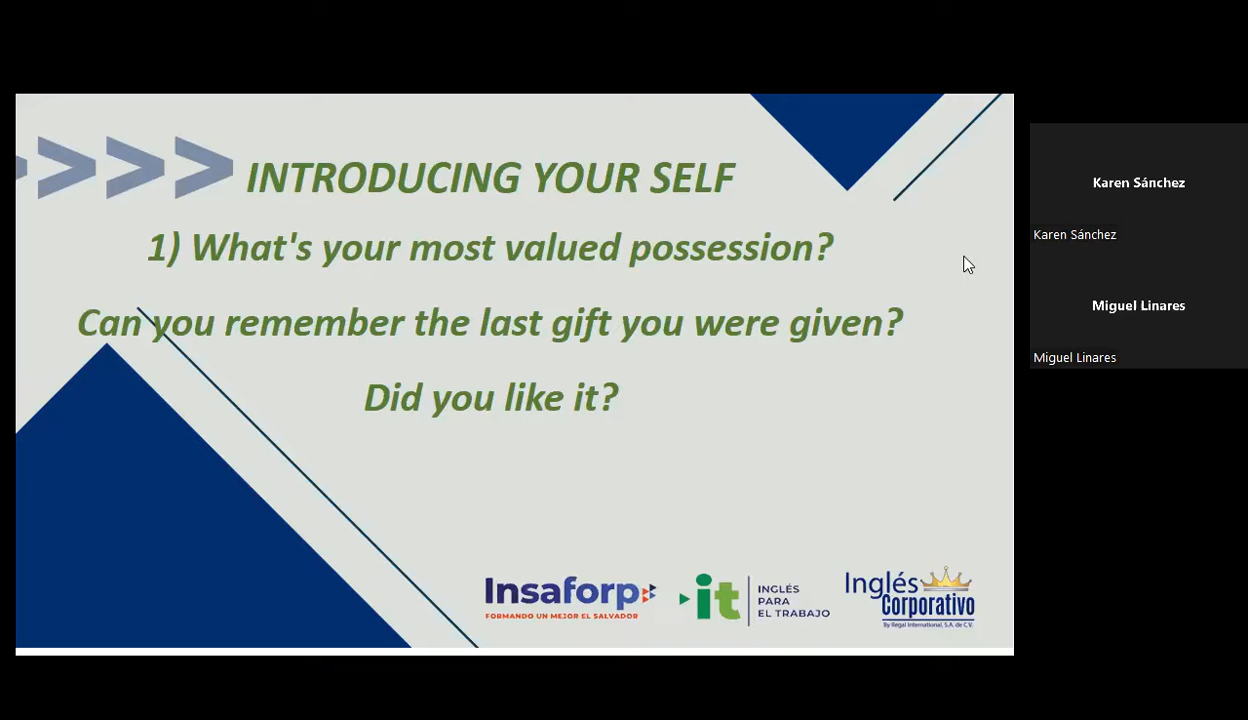 >>>> INTRODUCING YOUR SELF
1) What's your most valued possession?
Can you remember the last gift you were given?
Did you like it?
Insaforp
FORMANDO UN MEJOR EL SALVADOR
it
INGLÉS
PARA
EL TRABAJO
Inglés
Corporativo
By Regal International, S.A. de C.V.
Karen Sánchez
Karen Sánchez
Miguel Linares
Miguel Linares